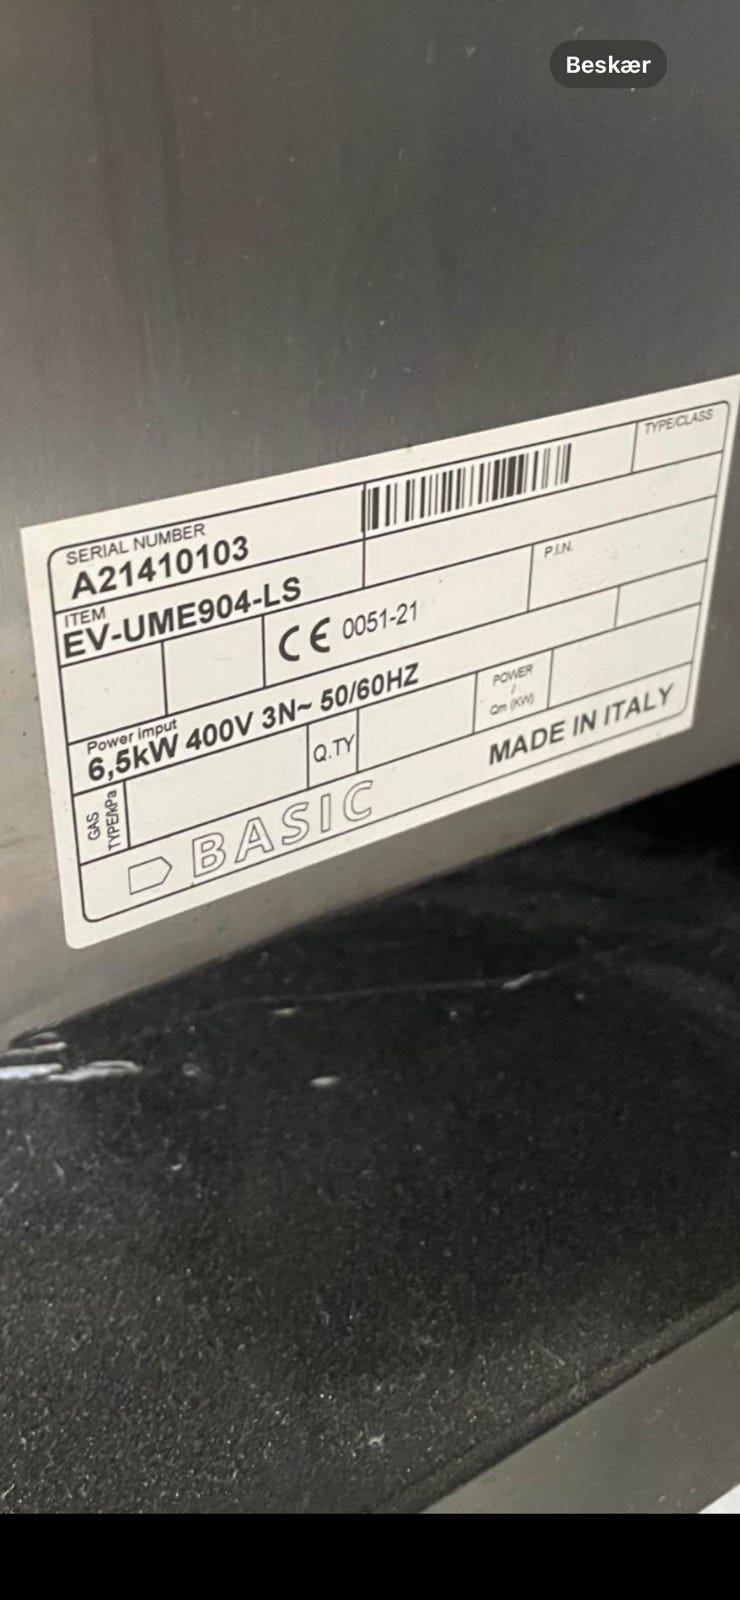 Beskær
SERIAL NUMBER
A21410103
TYPE/CLASS
ITEM
EV-UME904-LS
CE 0051-21
P.I.N.
Power imput
6,5kW 400V 3N~ 50/60HZ
GAS
TYPE/kPa
Q.TY
POWER
/
Qm (KW)
BASIC
MADE IN ITALY